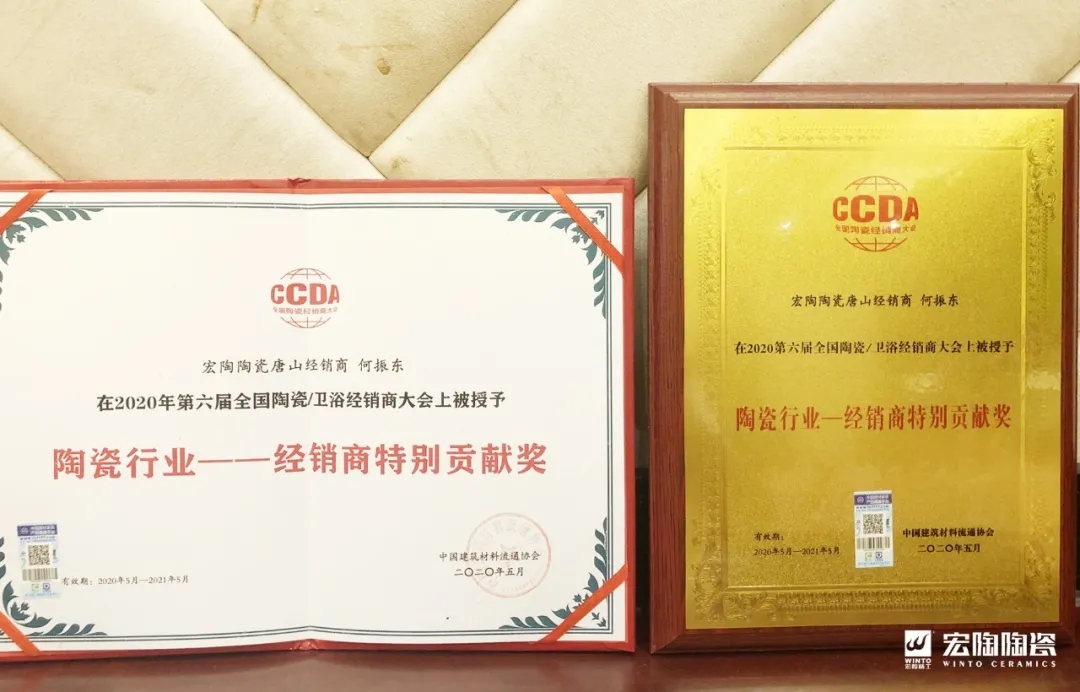 CCDA
全国陶瓷经销商大会
宏陶陶瓷唐山经销商 何振东
在2020年第六届全国陶瓷/卫浴经销商大会上被授予
陶瓷行业——经销商特别贡献奖
有效期：2020年5月—2021年5月
中国建筑材料流通协会
二〇二〇年五月
CCDA
全国陶瓷经销商大会
宏陶陶瓷唐山经销商 何振东
在2020第六届全国陶瓷/卫浴经销商大会上被授予
陶瓷行业—经销商特别贡献奖
有效期：
2020年5月—2021年5月
中国建筑材料流通协会
二〇二〇年五月
WINTO
宏陶精工
宏陶陶瓷
WINTO CERAMICS